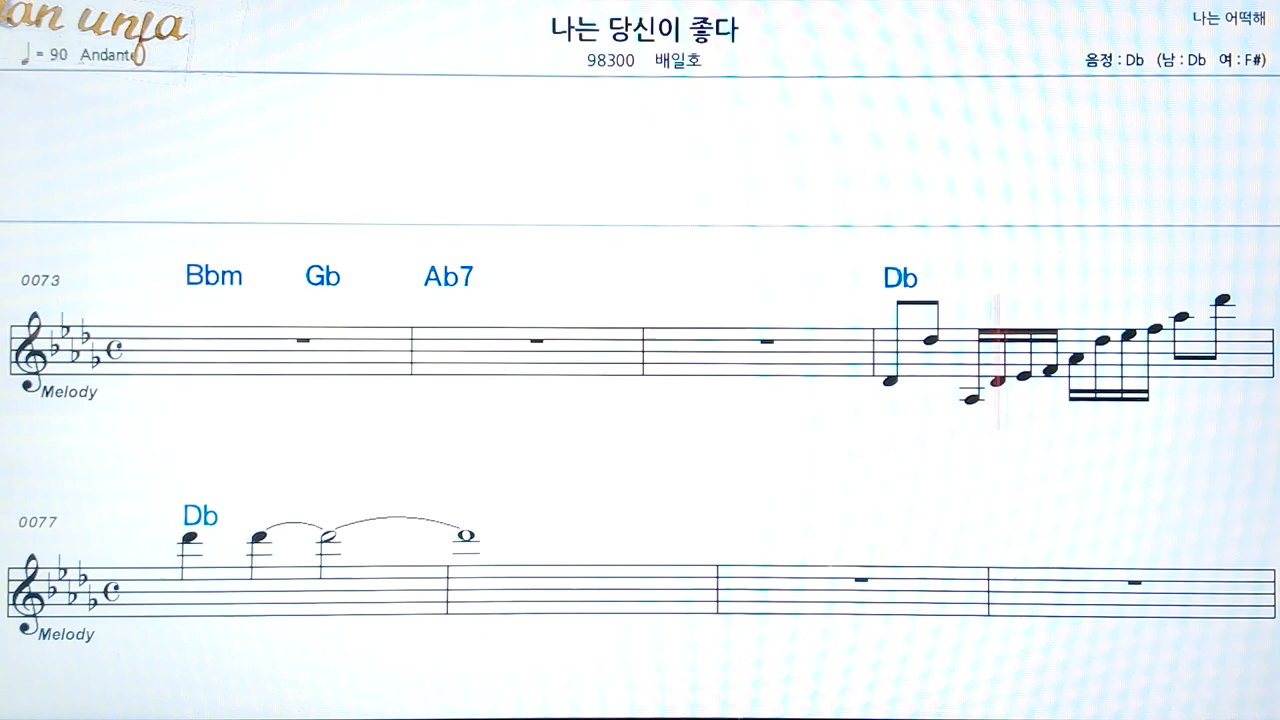 an unja
나는 당신이 좋다
나는 어떡해
♩ = 90 Andante
98300 배일호
음정 : Db (남 : Db 여 : F#)
0073
Bbm Gb Ab7 Db
Melody
0077
Db
Melody